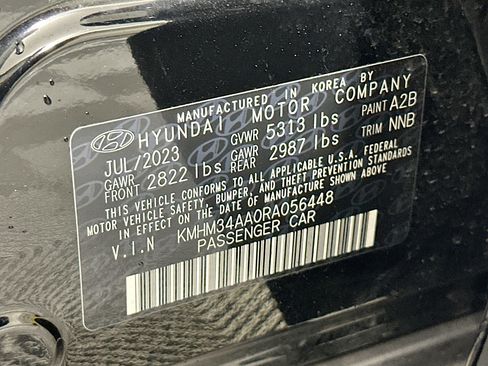 MANUFACTURED IN KOREA BY
HYUNDAI MOTOR COMPANY
JUL/2023 GVWR 5313 lbs PAINT A2B
GAWR FRONT 2822 lbs GAWR REAR 2987 lbs TRIM NNB
THIS VEHICLE CONFORMS TO ALL APPLICABLE U.S.A. FEDERAL
MOTOR VEHICLE SAFETY, BUMPER, AND THEFT PREVENTION STANDARDS
IN EFFECT ON THE DATE OF MANUFACTURE SHOWN ABOVE.
V.I.N KMHM34AA0RA056448
PASSENGER CAR